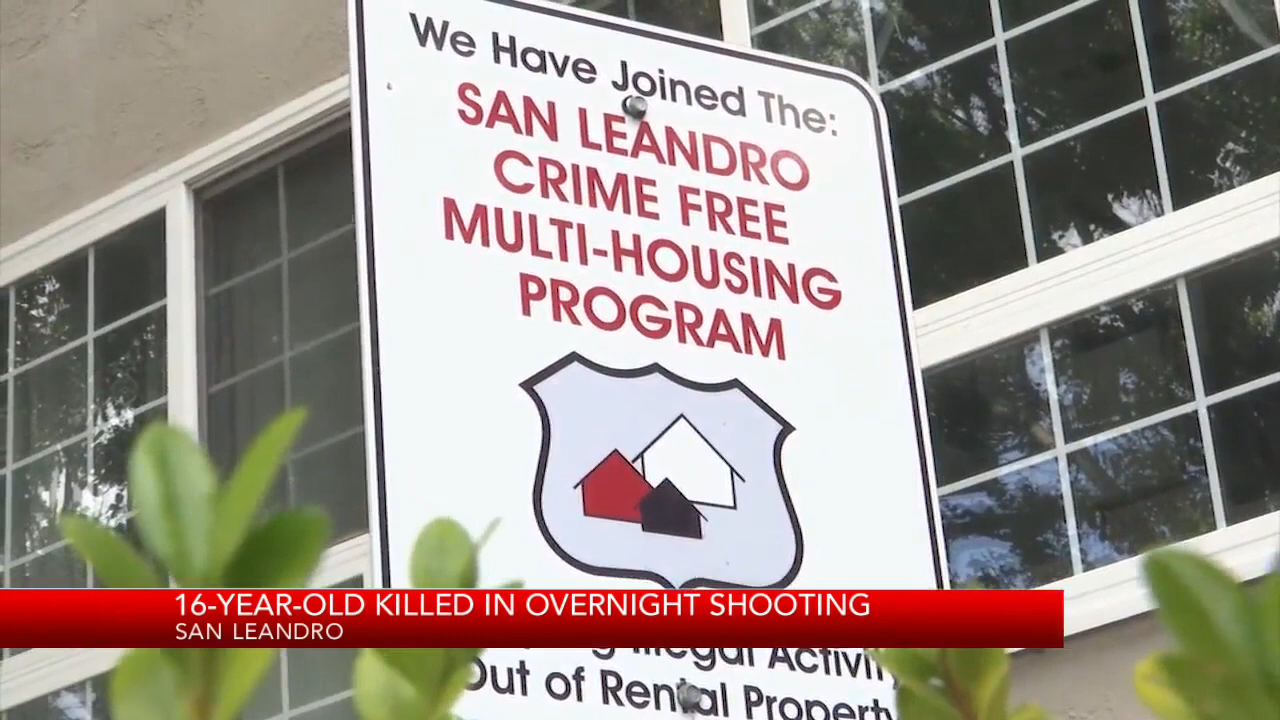 We Have Joined The:
SAN LEANDRO
CRIME FREE
MULTI-HOUSING
PROGRAM
16-YEAR-OLD KILLED IN OVERNIGHT SHOOTING
SAN LEANDRO
Illegal
Out of Rental Property